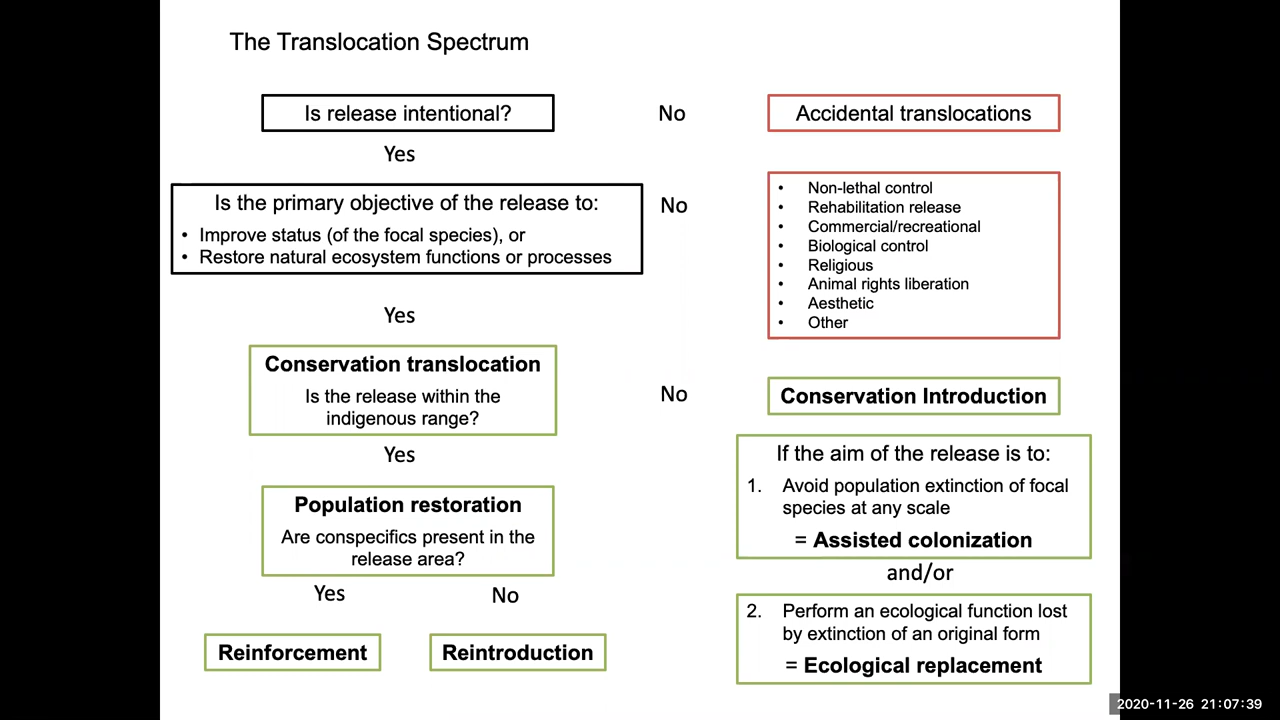 The Translocation Spectrum
Is release intentional?
No
Accidental translocations
Yes
Is the primary objective of the release to:
• Improve status (of the focal species), or
• Restore natural ecosystem functions or processes
No
• Non-lethal control
• Rehabilitation release
• Commercial/recreational
• Biological control
• Religious
• Animal rights liberation
• Aesthetic
• Other
Yes
Conservation translocation
Is the release within the
indigenous range?
No
Conservation Introduction
Yes
If the aim of the release is to:
1. Avoid population extinction of focal
species at any scale
= Assisted colonization
and/or
2. Perform an ecological function lost
by extinction of an original form
= Ecological replacement
Population restoration
Are conspecifics present in the
release area?
Yes
No
Reinforcement
Reintroduction
2020-11-26 21:07:39